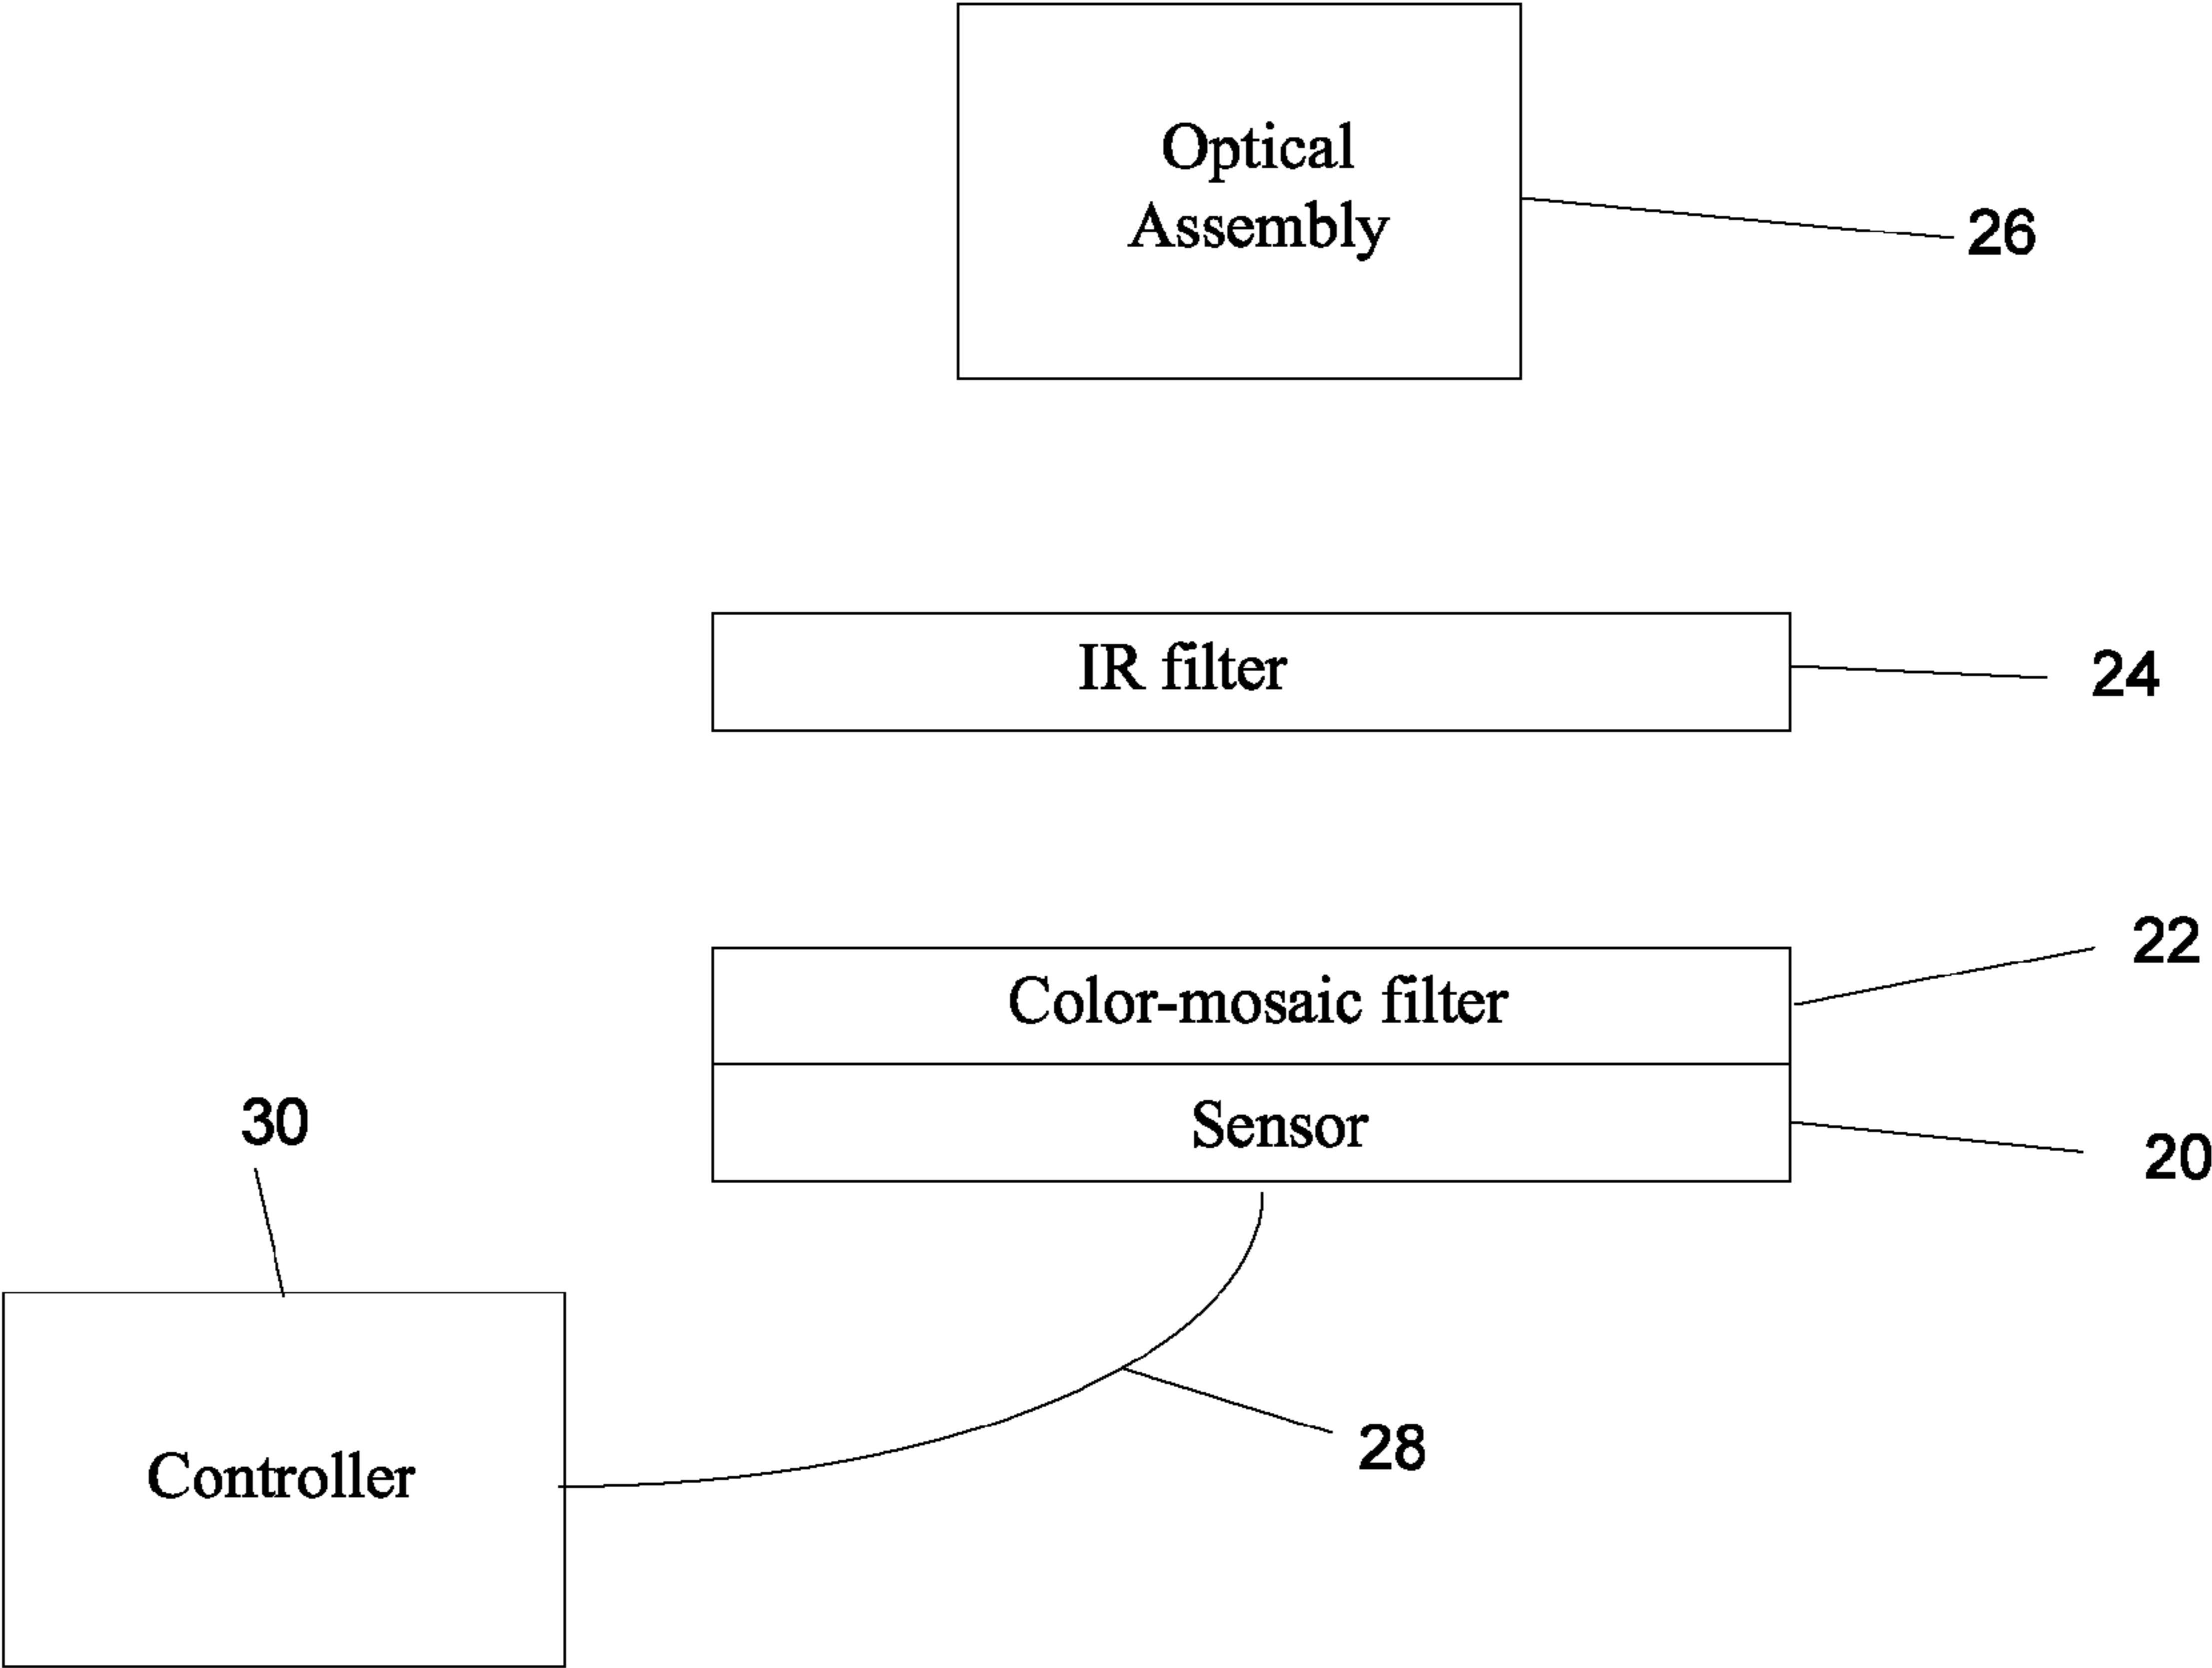 Optical
Assembly
26
IR filter
24
22
Color-mosaic filter
30
Sensor
20
28
Controller